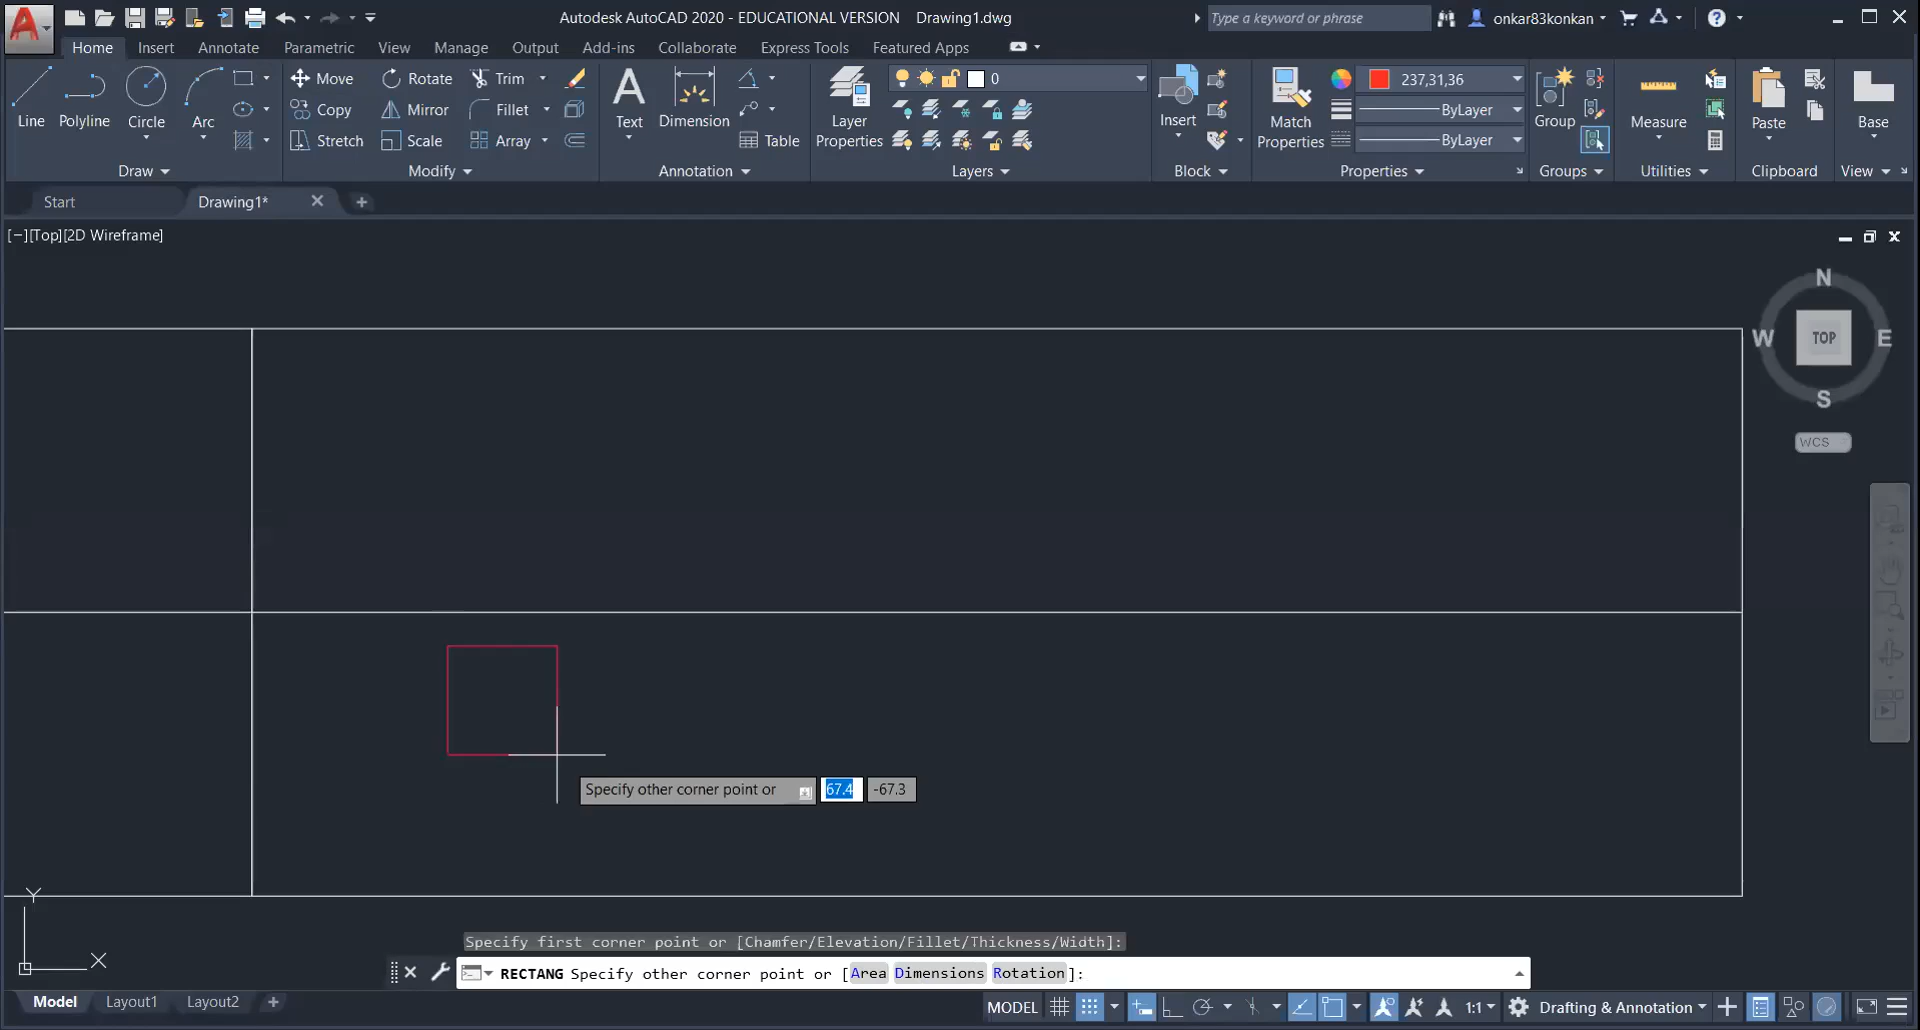 Autodesk AutoCAD 2020 - EDUCATIONAL VERSION Drawing1.dwg
Type a keyword or phrase
onkar83konkan
Home Insert Annotate Parametric View Manage Output Add-ins Collaborate Express Tools Featured Apps
Line Polyline Circle Arc
Move Rotate Trim
Copy Mirror Fillet
Stretch Scale Array
Text Dimension Table
Layer Properties
0
Insert
Match Properties
237,31,36
ByLayer
ByLayer
Group
Measure
Paste
Base
Draw Modify Annotation Layers Block Properties Groups Utilities Clipboard View
Start Drawing1*
[−][Top][2D Wireframe]
N
W TOP E
S
WCS
Specify other corner point or 67.4 -67.3
Y
X
Specify first corner point or [Chamfer/Elevation/Fillet/Thickness/Width]:
RECTANG Specify other corner point or [Area Dimensions Rotation]:
Model Layout1 Layout2
MODEL 1:1 Drafting & Annotation